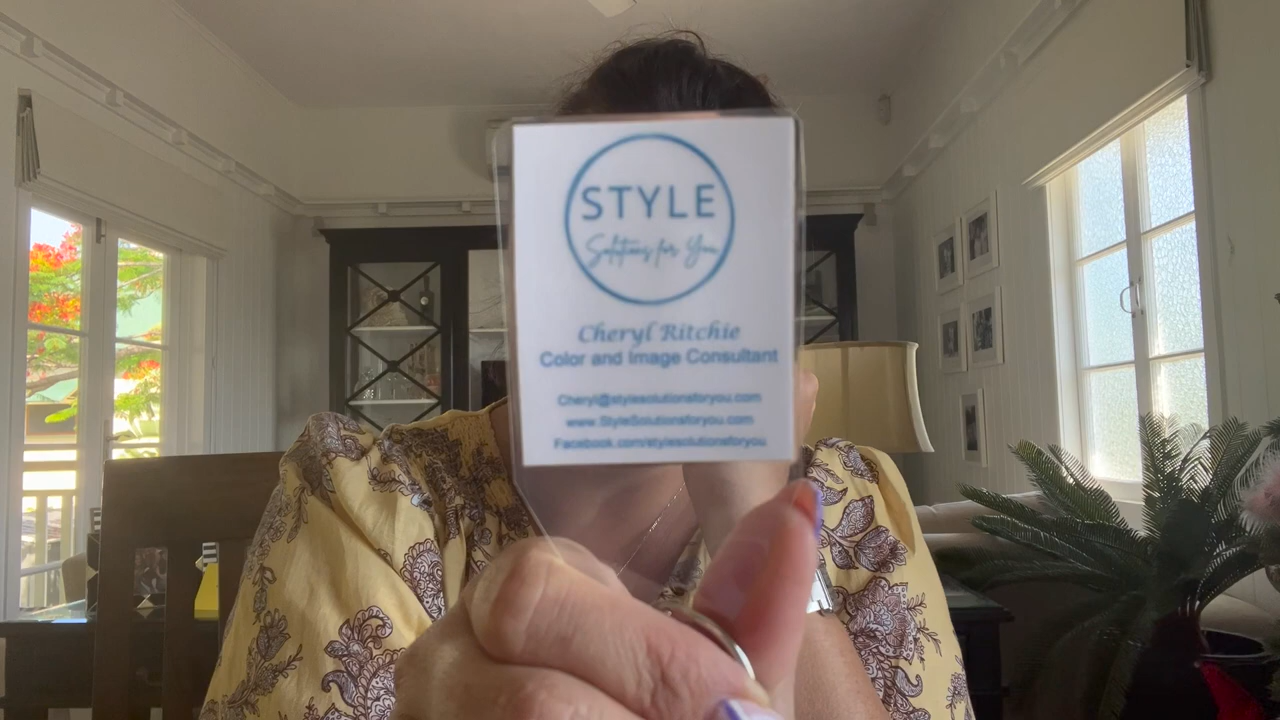 STYLE
Solutions for You
Cheryl Ritchie
Color and Image Consultant
Cheryl@stylesolutionsforyou.com
www.StyleSolutionsforyou.com
Facebook.com/stylesolutionsforyou